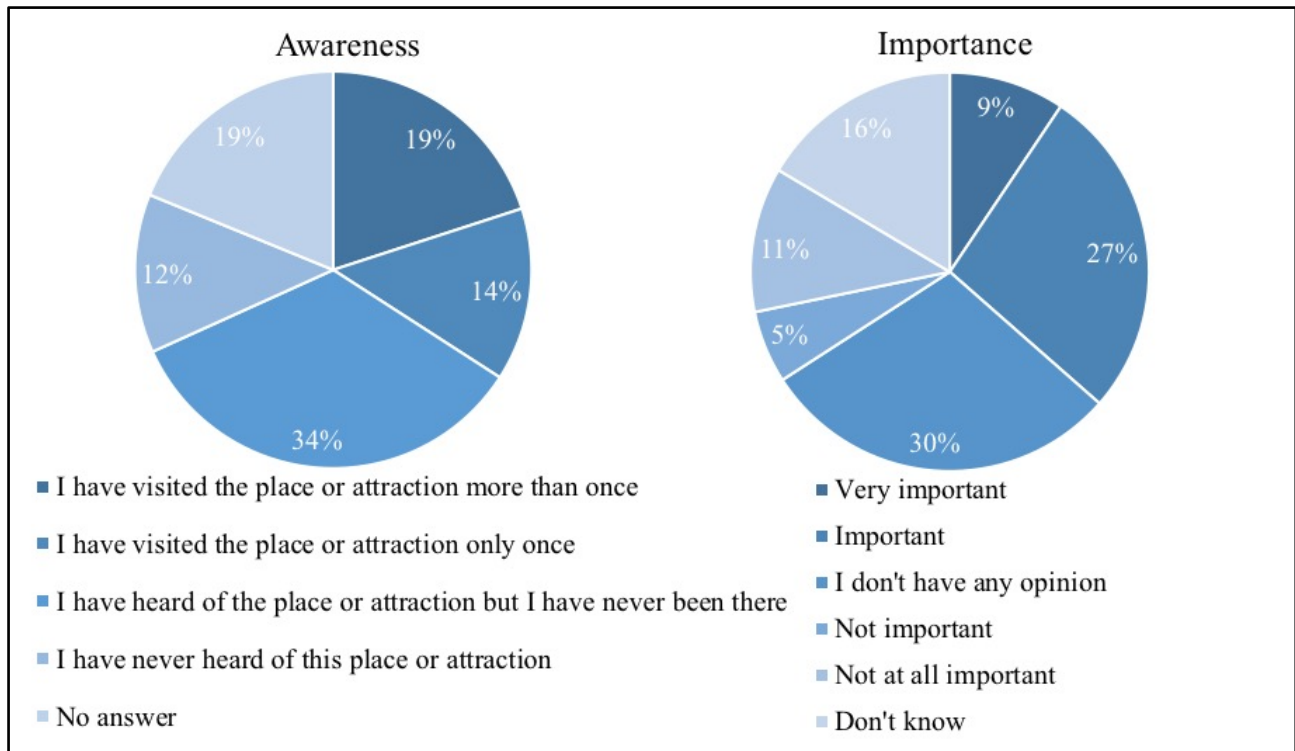 Awareness
19%
14%
34%
12%
19%
I have visited the place or attraction more than once
I have visited the place or attraction only once
I have heard of the place or attraction but I have never been there
I have never heard of this place or attraction
No answer
Importance
9%
27%
30%
5%
11%
16%
Very important
Important
I don't have any opinion
Not important
Not at all important
Don't know